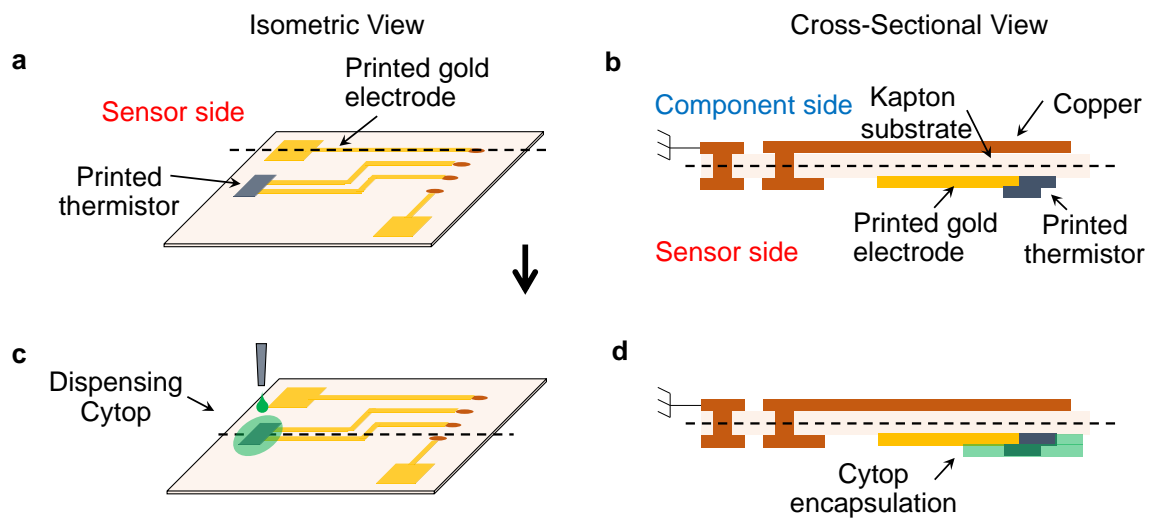 Isometric View
Cross-Sectional View
a
Printed gold
electrode
Sensor side
Printed
thermistor
b
Component side
Kapton
substrate
Copper
Printed gold
electrode
Printed
thermistor
Sensor side
c
Dispensing
Cytop
d
Cytop
encapsulation